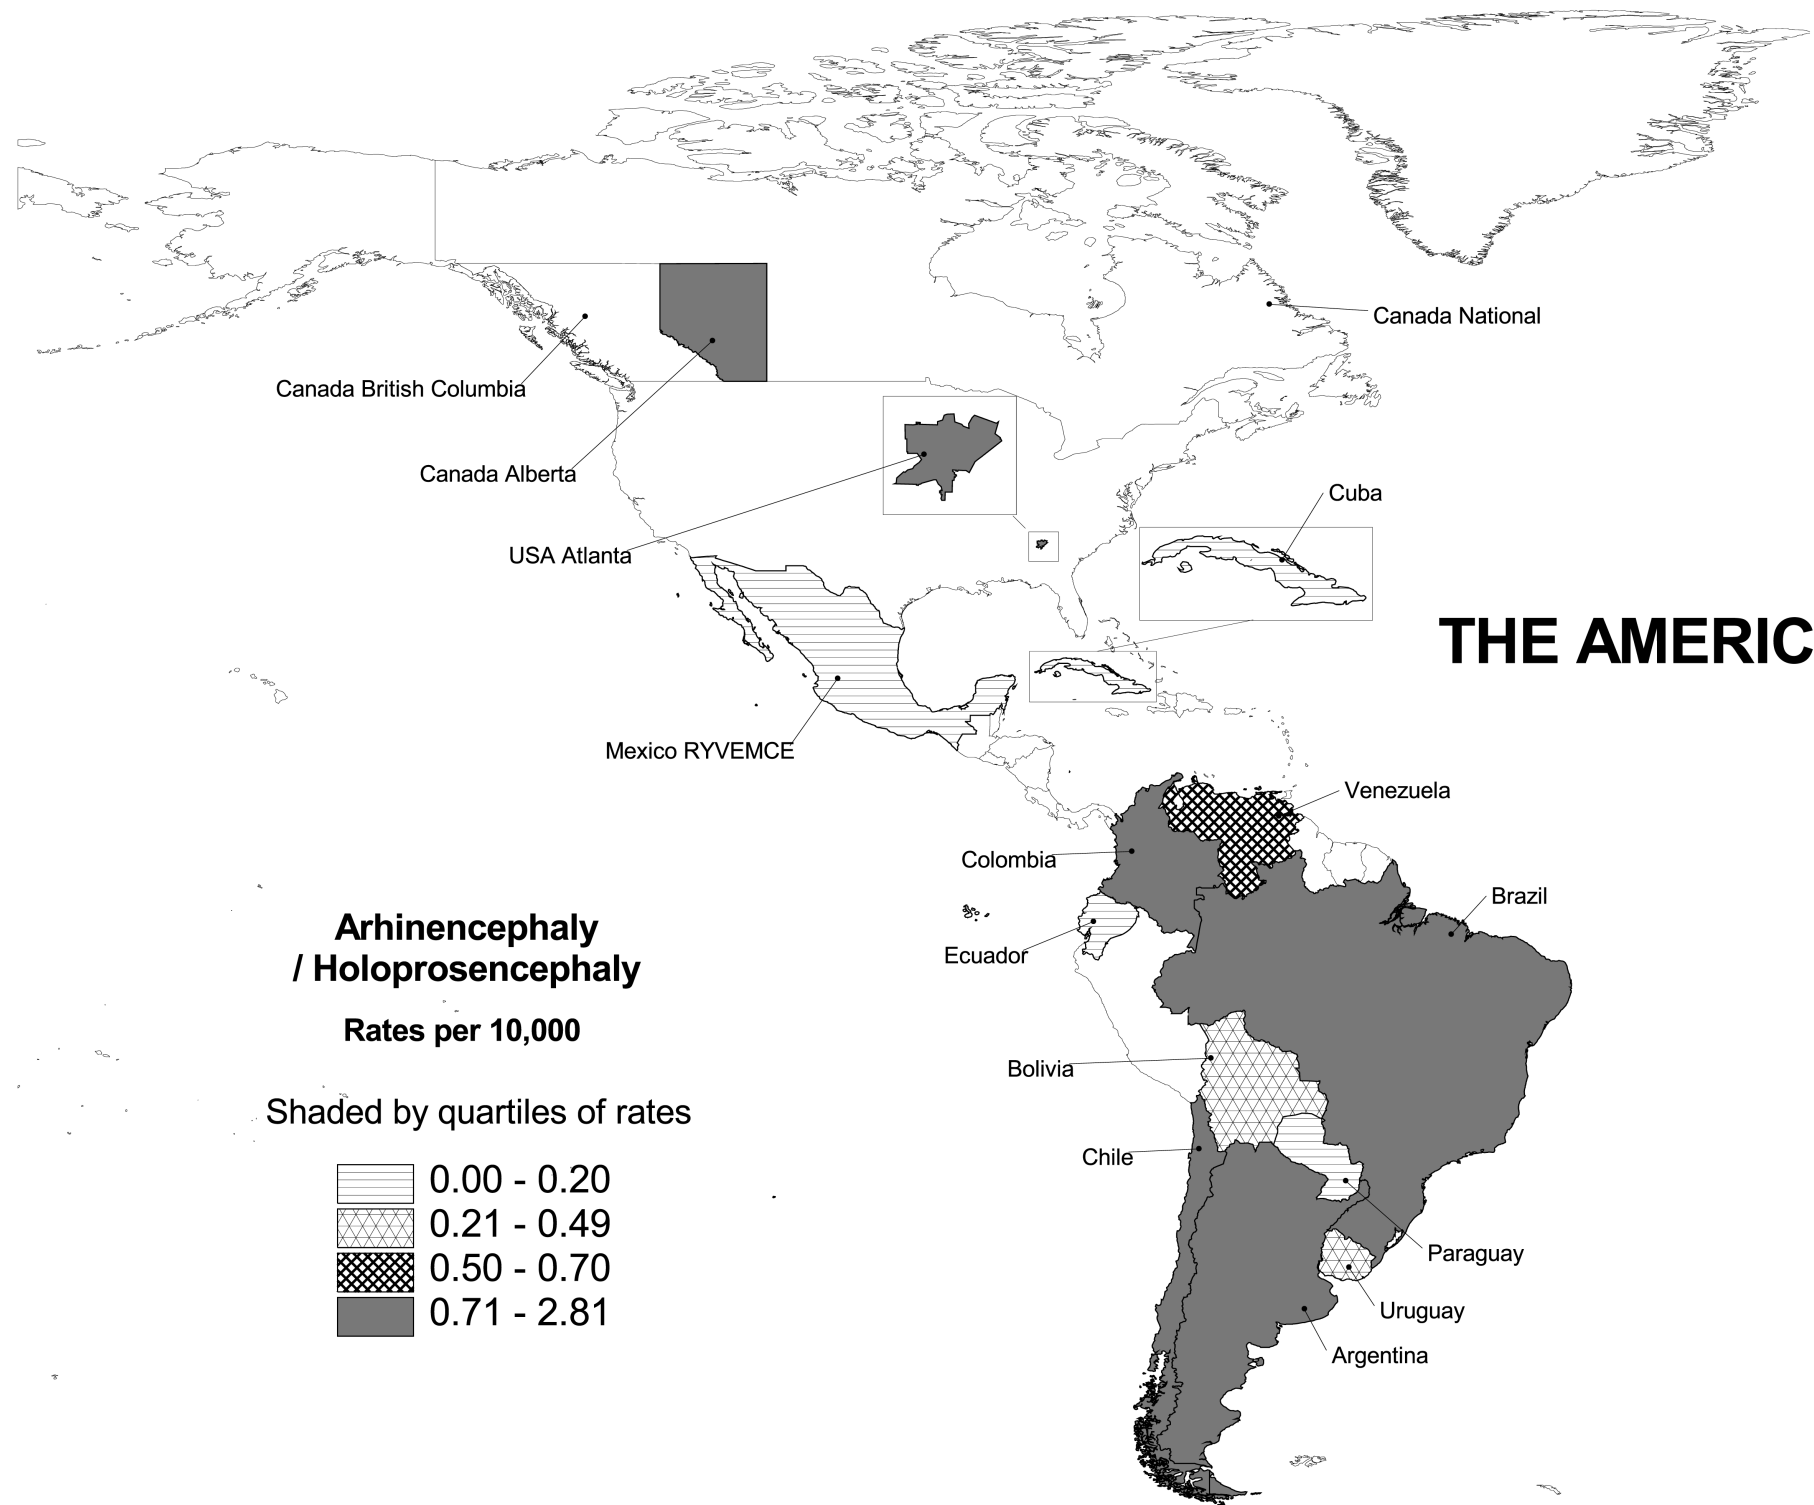 Canada National
Canada British Columbia
Canada Alberta
Cuba
USA Atlanta
THE AMERIC
Mexico RYVEMCE
Venezuela
Colombia
Brazil
Ecuador
Arhinencephaly
/ Holoprosencephaly
Rates per 10,000
Bolivia
Shaded by quartiles of rates
Chile
0.00 - 0.20
0.21 - 0.49
0.50 - 0.70
0.71 - 2.81
Paraguay
Uruguay
Argentina